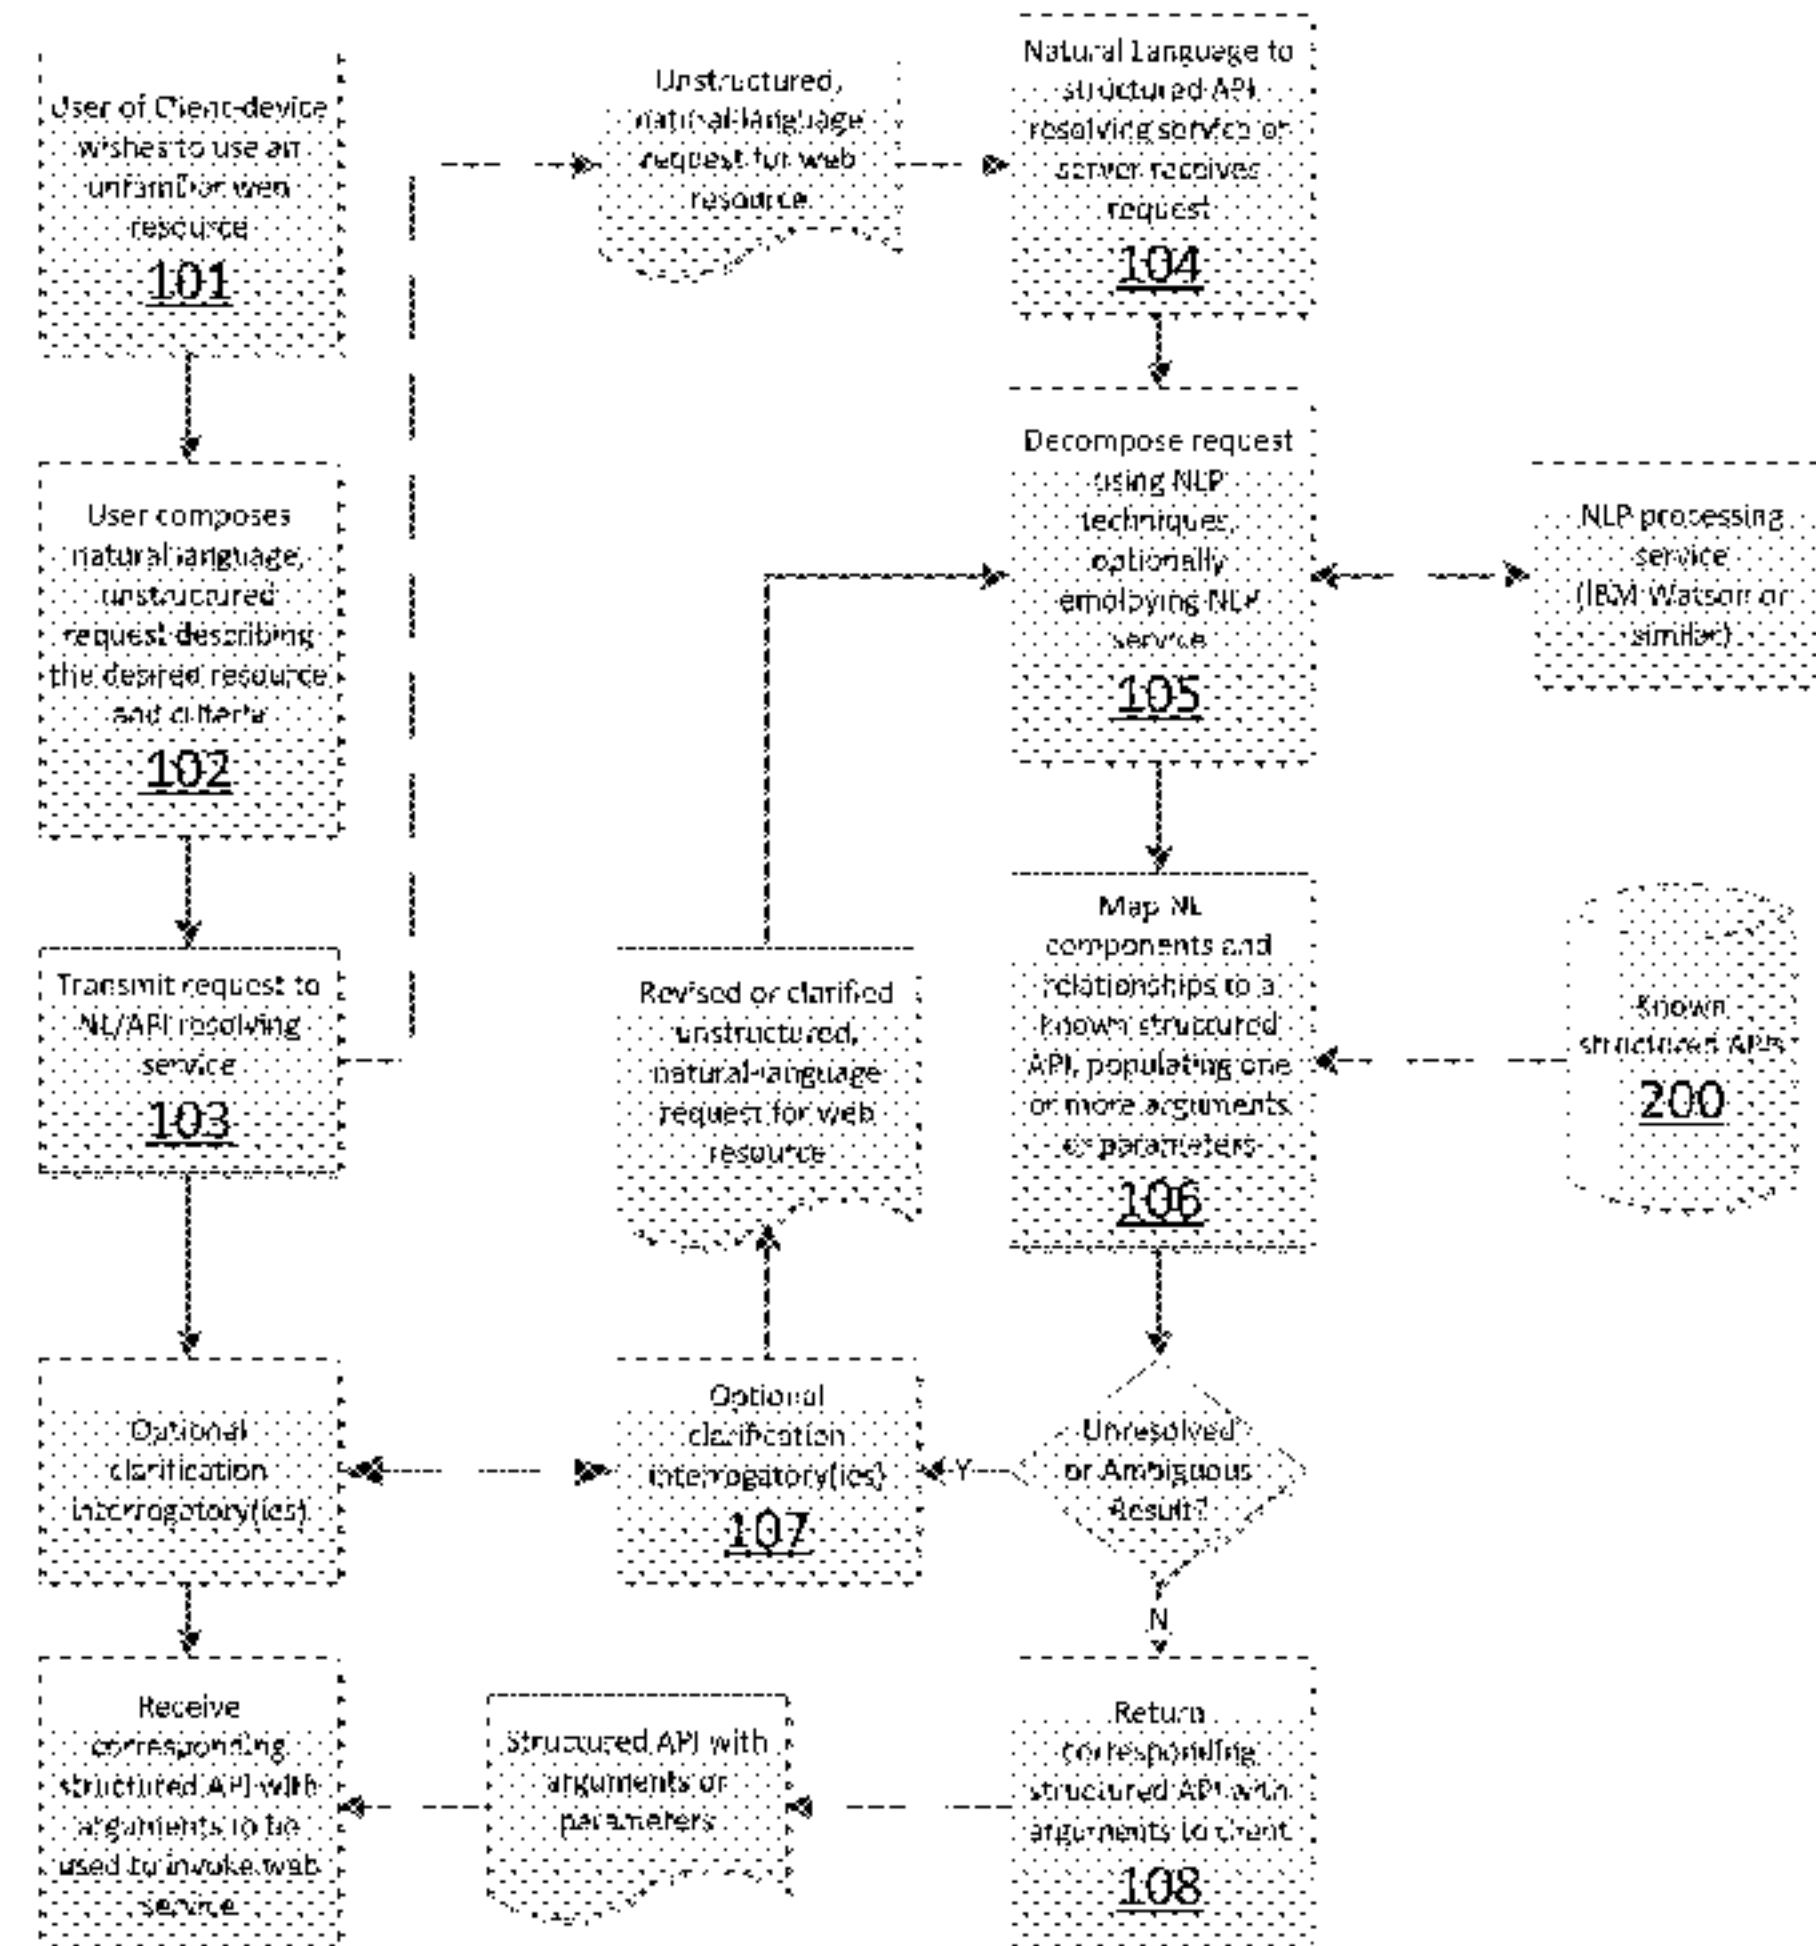 User of Client-device
wishes to use an
unfamiliar web
resource
101
User composes
natural language,
unstructured
request describing
the desired resource
and criteria
102
Transmit request to
NL/API resolving
service
103
Optional
clarification
interrogatory(ies)
Receive
corresponding
structured API with
arguments to be
used to invoke web
service
Unstructured,
natural-language
request for web
resource
Revised or clarified
unstructured,
natural-language
request for web
resource
Optional
clarification
interrogatory(ies)
107
Structured API with
arguments or
parameters
Natural Language to
structured API
resolving service or
server receives
request
104
Decompose request
using NLP
techniques,
optionally
employing NLP
service
105
Map NL
components and
relationships to a
known structured
API, populating one
or more arguments
or parameters
106
Unresolved
or Ambiguous
Result?
Y
N
Return
corresponding
structured API with
arguments to client
108
NLP processing
service
(IBM Watson or
similar)
Known
structured APIs
200